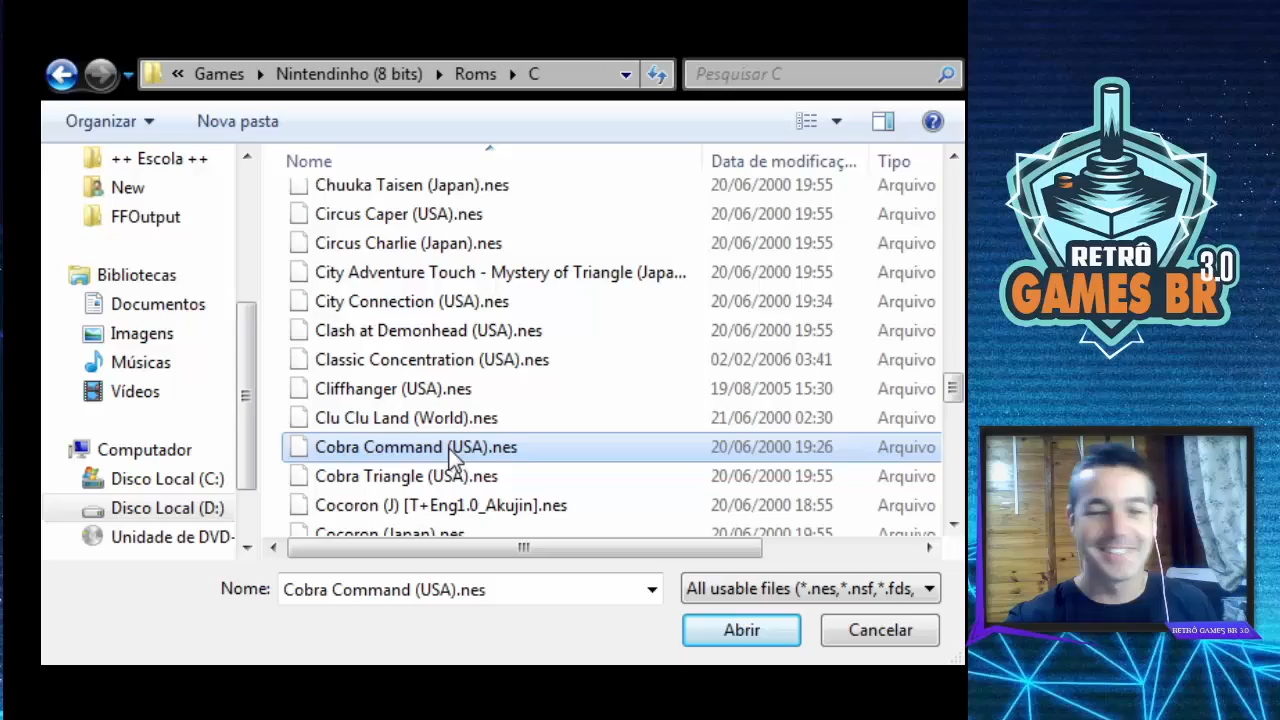 « Games ▸ Nintendinho (8 bits) ▸ Roms ▸ C
Pesquisar C
Organizar
Nova pasta
++ Escola ++
New
FFOutput
Bibliotecas
Documentos
Imagens
Músicas
Vídeos
Computador
Disco Local (C:)
Disco Local (D:)
Unidade de DVD-
Nome Data de modificaç... Tipo
Chuuka Taisen (Japan).nes 20/06/2000 19:55 Arquivo
Circus Caper (USA).nes 20/06/2000 19:55 Arquivo
Circus Charlie (Japan).nes 20/06/2000 19:55 Arquivo
City Adventure Touch - Mystery of Triangle (Japa... 20/06/2000 19:55 Arquivo
City Connection (USA).nes 20/06/2000 19:34 Arquivo
Clash at Demonhead (USA).nes 20/06/2000 19:55 Arquivo
Classic Concentration (USA).nes 02/02/2006 03:41 Arquivo
Cliffhanger (USA).nes 19/08/2005 15:30 Arquivo
Clu Clu Land (World).nes 21/06/2000 02:30 Arquivo
Cobra Command (USA).nes 20/06/2000 19:26 Arquivo
Cobra Triangle (USA).nes 20/06/2000 19:55 Arquivo
Cocoron (J) [T+Eng1.0_Akujin].nes 20/06/2000 18:55 Arquivo
Cocoron (Japan).nes 20/06/2000 19:55 Arquivo
Nome: Cobra Command (USA).nes
All usable files (*.nes,*.nsf,*.fds,
Abrir
Cancelar
RETRÔ
GAMES BR 3.0
RETRÔ GAMES BR 3.0